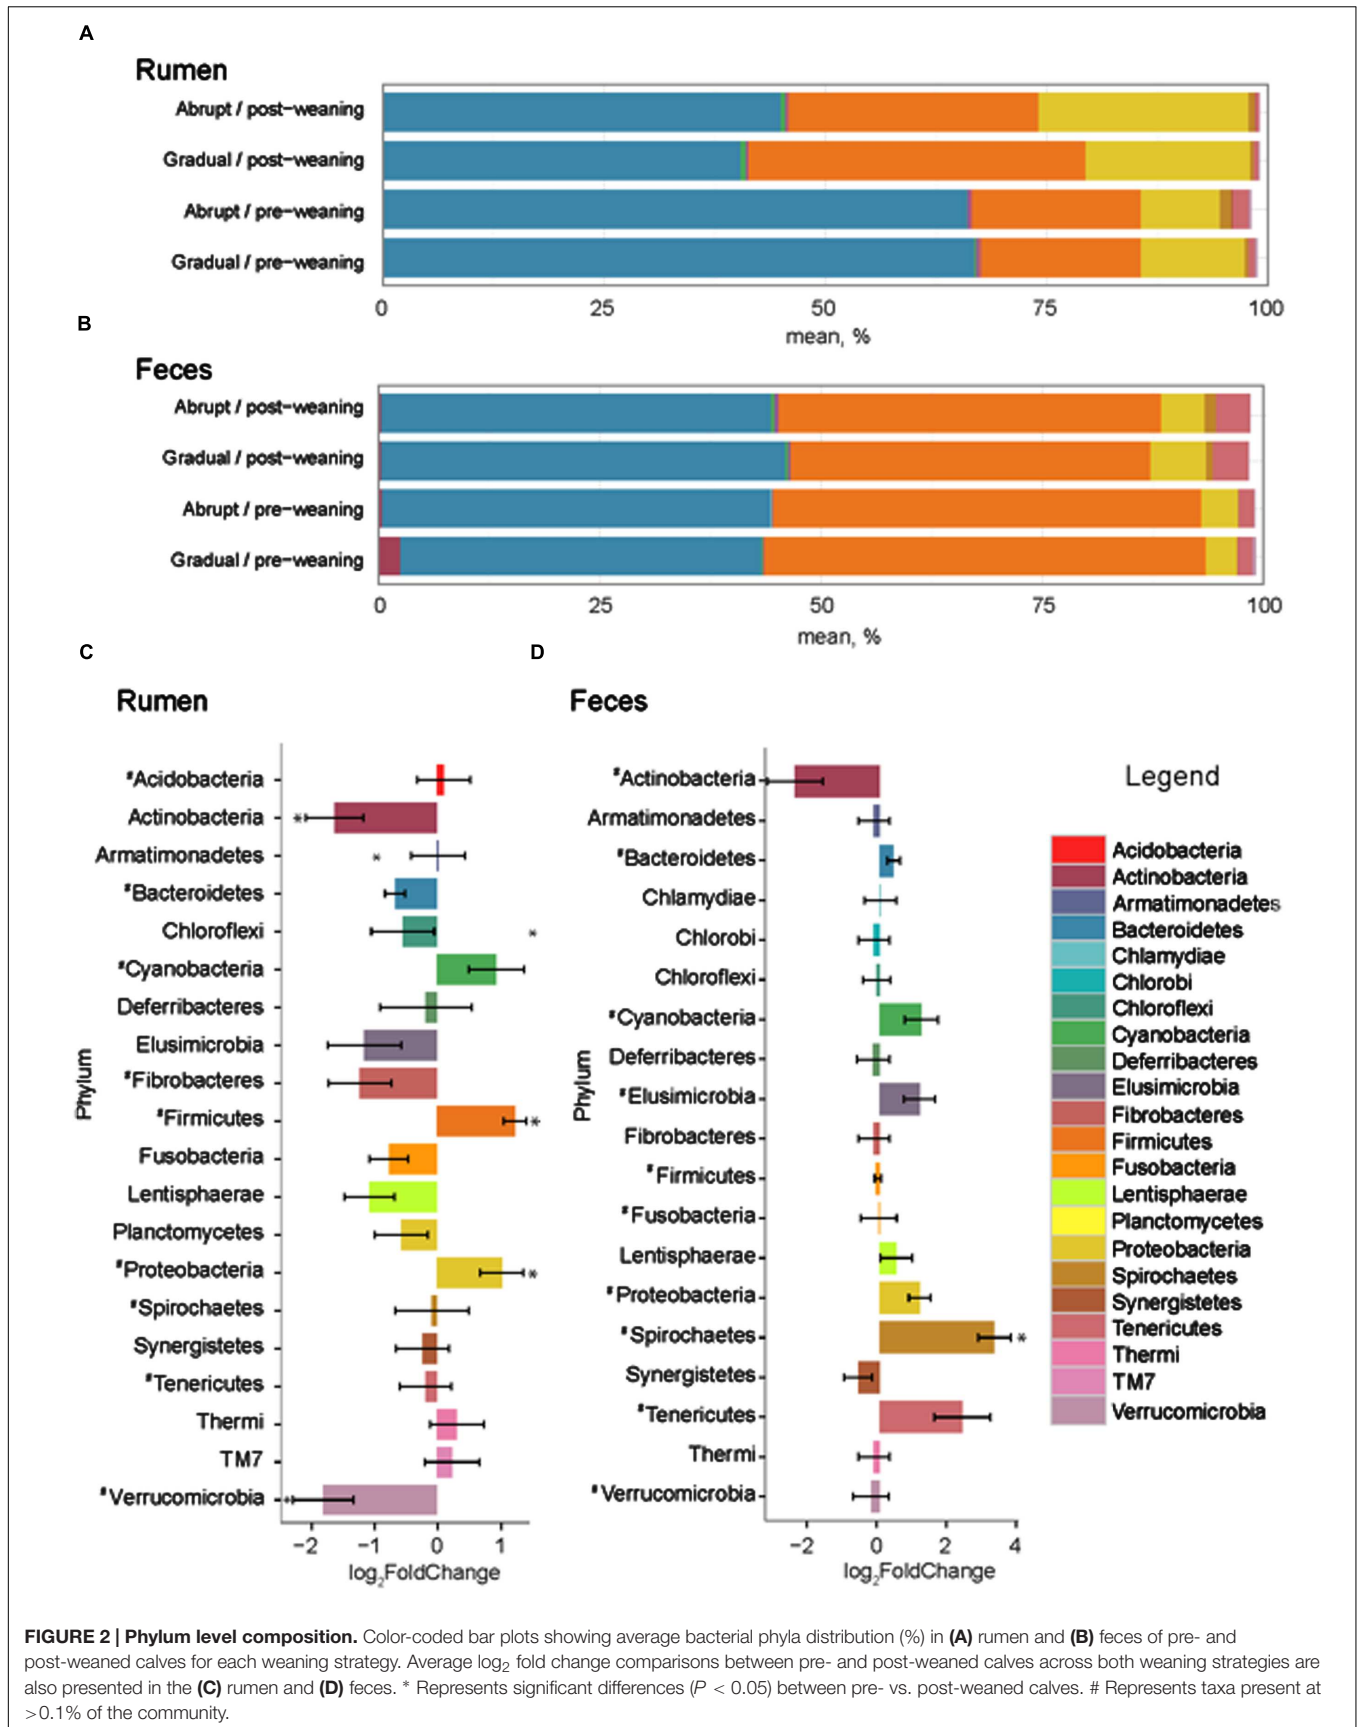 A
Rumen
Abrupt / post-weaning
Gradual / post-weaning
Abrupt / pre-weaning
Gradual / pre-weaning
0 25 50 75 100
mean, %
B
Feces
Abrupt / post-weaning
Gradual / post-weaning
Abrupt / pre-weaning
Gradual / pre-weaning
0 25 50 75 100
mean, %
C
Rumen
Phylum
#Acidobacteria
Actinobacteria *
Armatimonadetes *
#Bacteroidetes
Chloroflexi *
#Cyanobacteria
Deferribacteres
Elusimicrobia
#Fibrobacteres
#Firmicutes *
Fusobacteria
Lentisphaerae
Planctomycetes
#Proteobacteria *
#Spirochaetes
Synergistetes
#Tenericutes
Thermi
TM7
#Verrucomicrobia *
−2 −1 0 1
log2FoldChange
D
Feces
Phylum
#Actinobacteria
Armatimonadetes
#Bacteroidetes
Chlamydiae
Chlorobi
Chloroflexi
#Cyanobacteria
Deferribacteres
#Elusimicrobia
Fibrobacteres
#Firmicutes
#Fusobacteria
Lentisphaerae
#Proteobacteria
#Spirochaetes *
Synergistetes
#Tenericutes
Thermi
#Verrucomicrobia
−2 0 2 4
log2FoldChange
Legend
Acidobacteria
Actinobacteria
Armatimonadetes
Bacteroidetes
Chlamydiae
Chlorobi
Chloroflexi
Cyanobacteria
Deferribacteres
Elusimicrobia
Fibrobacteres
Firmicutes
Fusobacteria
Lentisphaerae
Planctomycetes
Proteobacteria
Spirochaetes
Synergistetes
Tenericutes
Thermi
TM7
Verrucomicrobia
FIGURE 2 | Phylum level composition. Color-coded bar plots showing average bacterial phyla distribution (%) in (A) rumen and (B) feces of pre- and
post-weaned calves for each weaning strategy. Average log2 fold change comparisons between pre- and post-weaned calves across both weaning strategies are
also presented in the (C) rumen and (D) feces. * Represents significant differences (P < 0.05) between pre- vs. post-weaned calves. # Represents taxa present at
>0.1% of the community.